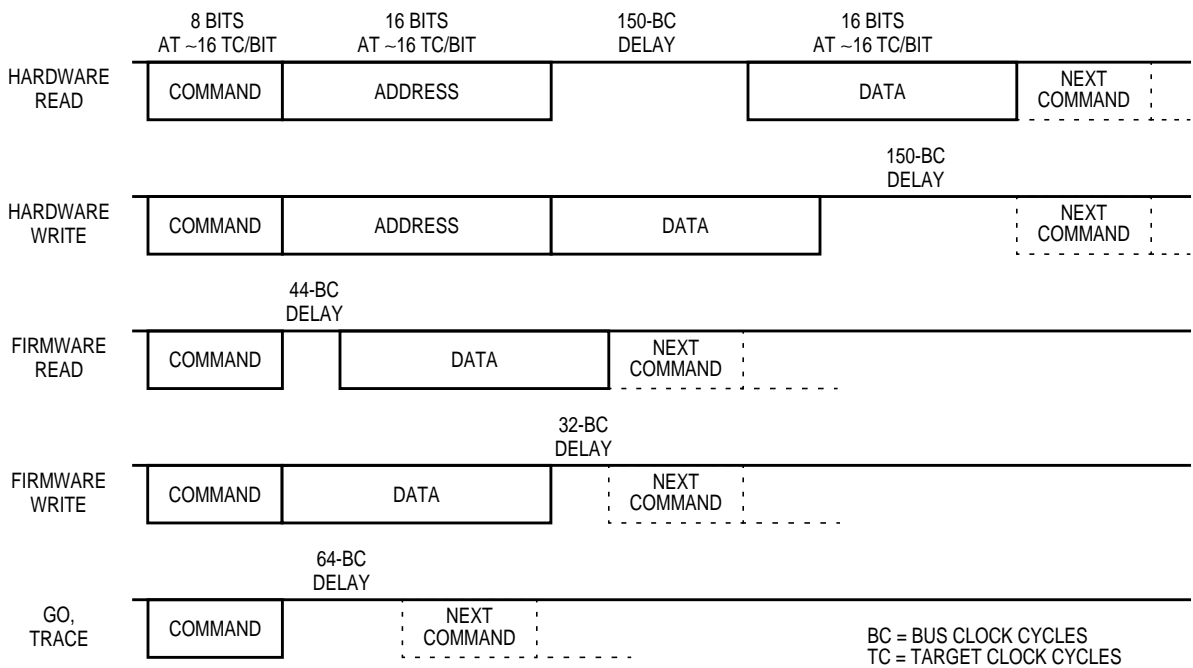 8 BITS
AT ~16 TC/BIT
16 BITS
AT ~16 TC/BIT
150-BC
DELAY
16 BITS
AT ~16 TC/BIT
HARDWARE
READ
COMMAND
ADDRESS
DATA
NEXT
COMMAND
150-BC
DELAY
HARDWARE
WRITE
COMMAND
ADDRESS
DATA
NEXT
COMMAND
44-BC
DELAY
FIRMWARE
READ
COMMAND
DATA
NEXT
COMMAND
32-BC
DELAY
FIRMWARE
WRITE
COMMAND
DATA
NEXT
COMMAND
64-BC
DELAY
GO,
TRACE
COMMAND
NEXT
COMMAND
BC = BUS CLOCK CYCLES
TC = TARGET CLOCK CYCLES